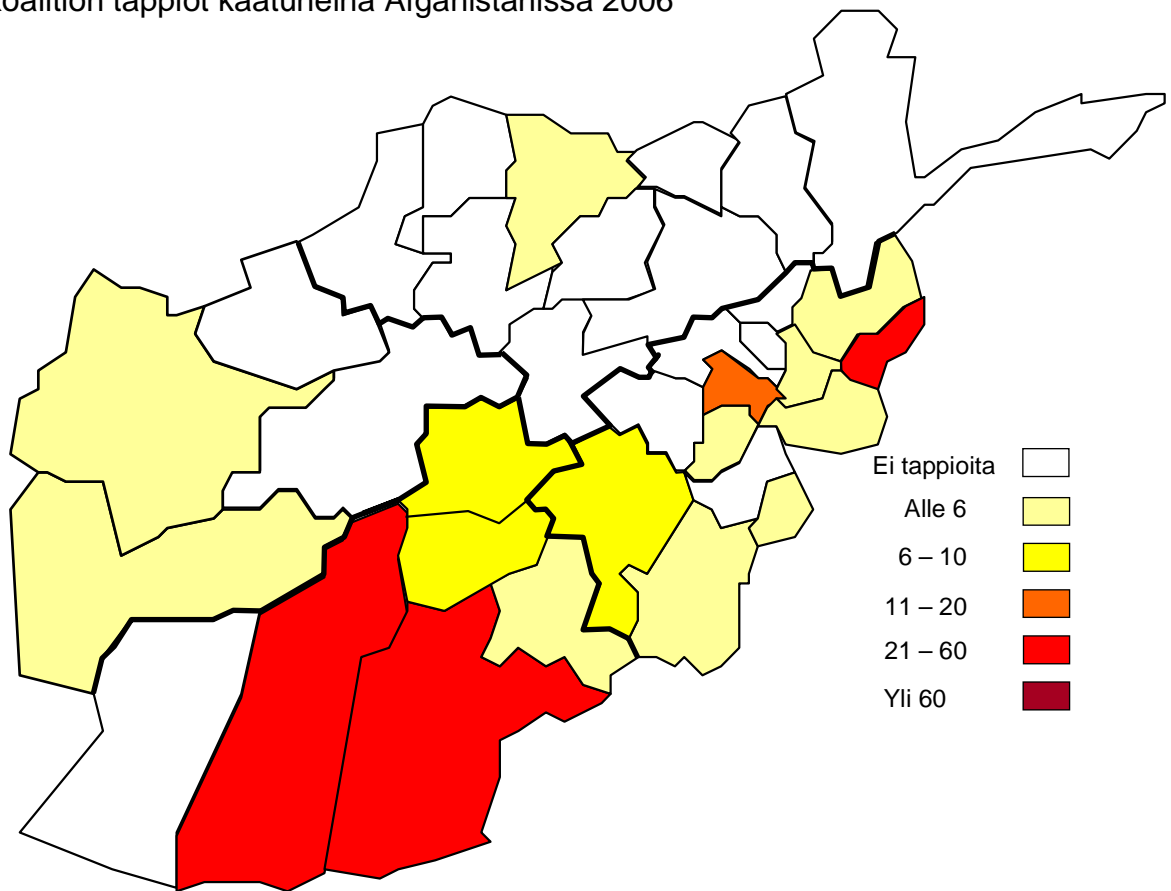 koalition tappiot kaatuneina Afganistanissa 2006
Ei tappioita
Alle 6
6 – 10
11 – 20
21 – 60
Yli 60